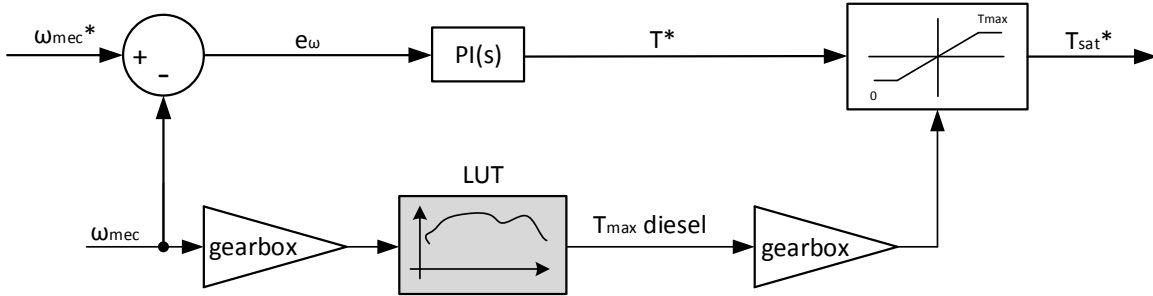 ωmec*
+
-
eω
PI(s)
T*
Tmax
0
Tsat*
LUT
ωmec
gearbox
Tmax diesel
gearbox